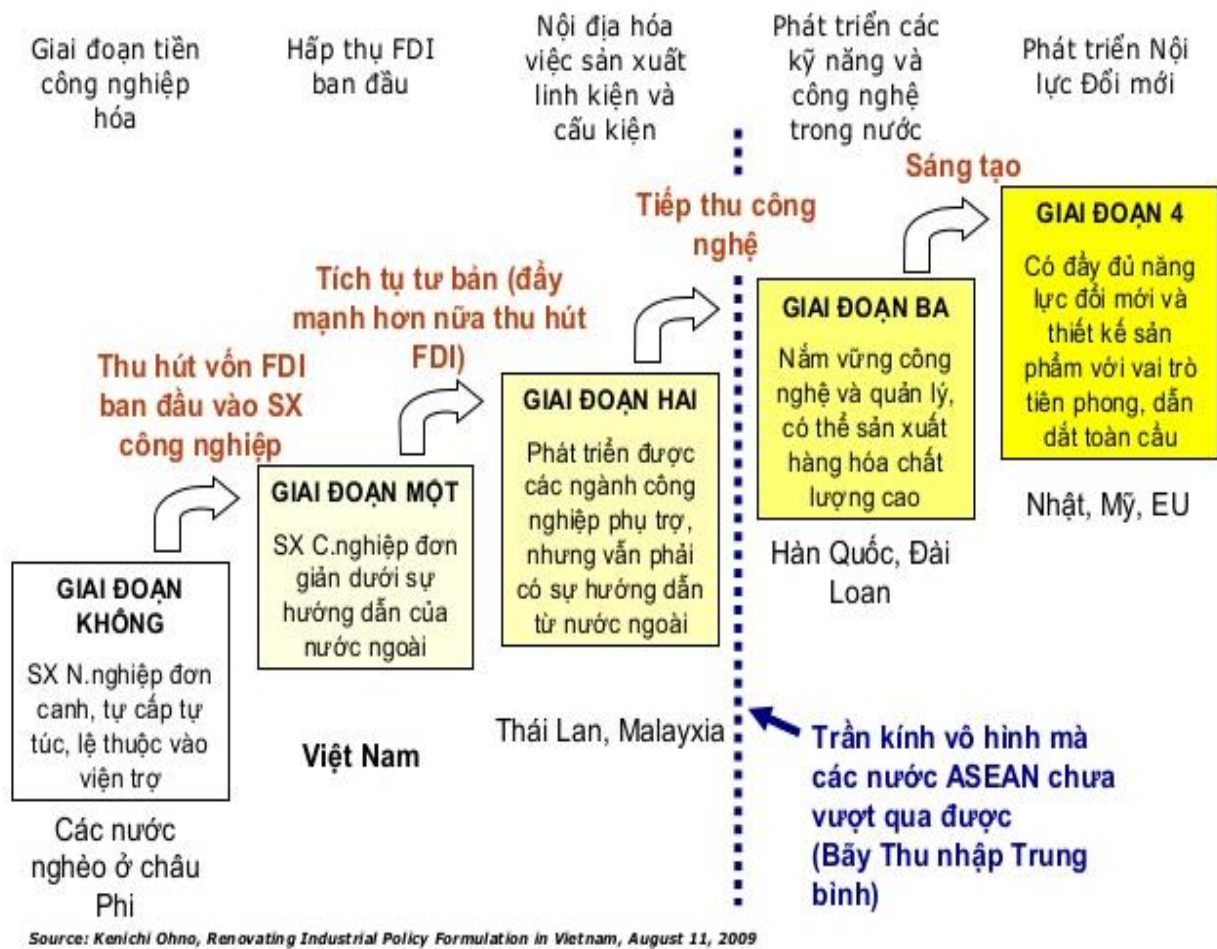 Giai đoạn tiền
công nghiệp
hóa
Hấp thụ FDI
ban đầu
Nội địa hóa
việc sản xuất
linh kiện và
cấu kiện
Phát triển các
kỹ năng và
công nghệ
trong nước
Phát triển Nội
lực Đổi mới
Thu hút vốn FDI
ban đầu vào SX
công nghiệp
Tích tụ tư bản (đẩy
mạnh hơn nữa thu hút
FDI)
Tiếp thu công
nghệ
Sáng tạo
GIAI ĐOẠN
KHÔNG
SX N.nghiệp đơn
canh, tự cấp tự
túc, lệ thuộc vào
viện trợ
Các nước
nghèo ở châu
Phi
GIAI ĐOẠN MỘT
SX C.nghiệp đơn
giản dưới sự
hướng dẫn của
nước ngoài
Việt Nam
GIAI ĐOẠN HAI
Phát triển được
các ngành công
nghiệp phụ trợ,
nhưng vẫn phải
có sự hướng dẫn
từ nước ngoài
Thái Lan, Malayxia
GIAI ĐOẠN BA
Nắm vững công
nghệ và quản lý,
có thể sản xuất
hàng hóa chất
lượng cao
Hàn Quốc, Đài
Loan
GIAI ĐOẠN 4
Có đầy đủ năng
lực đổi mới và
thiết kế sản
phẩm với vai trò
tiên phong, dẫn
dắt toàn cầu
Nhật, Mỹ, EU
Trần kính vô hình mà
các nước ASEAN chưa
vượt qua được
(Bẫy Thu nhập Trung
bình)
Source: Kenichi Ohno, Renovating Industrial Policy Formulation in Vietnam, August 11, 2009